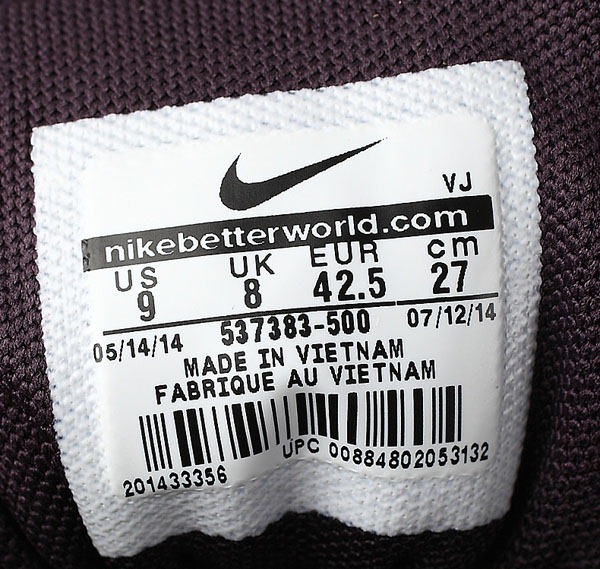 VJ
nikebetterworld.com
US UK EUR cm
9 8 42.5 27
05/14/14 537383-500 07/12/14
MADE IN VIETNAM
FABRIQUE AU VIETNAM
201433356 UPC 00884802053132